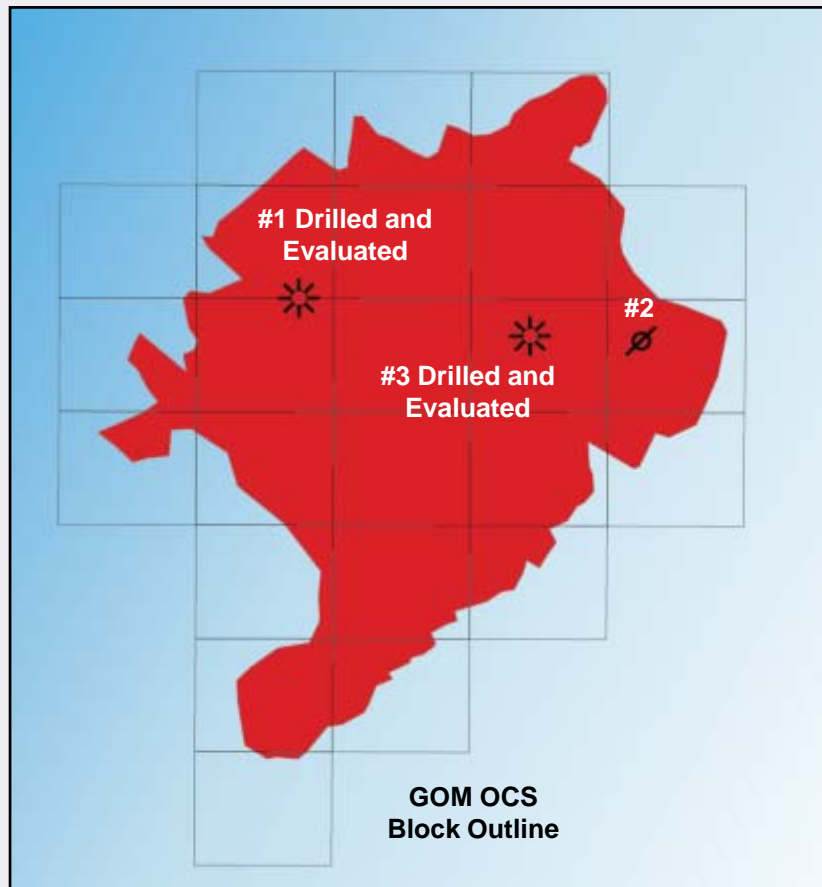 #1 Drilled and
Evaluated
#2
#3 Drilled and
Evaluated
GOM OCS
Block Outline